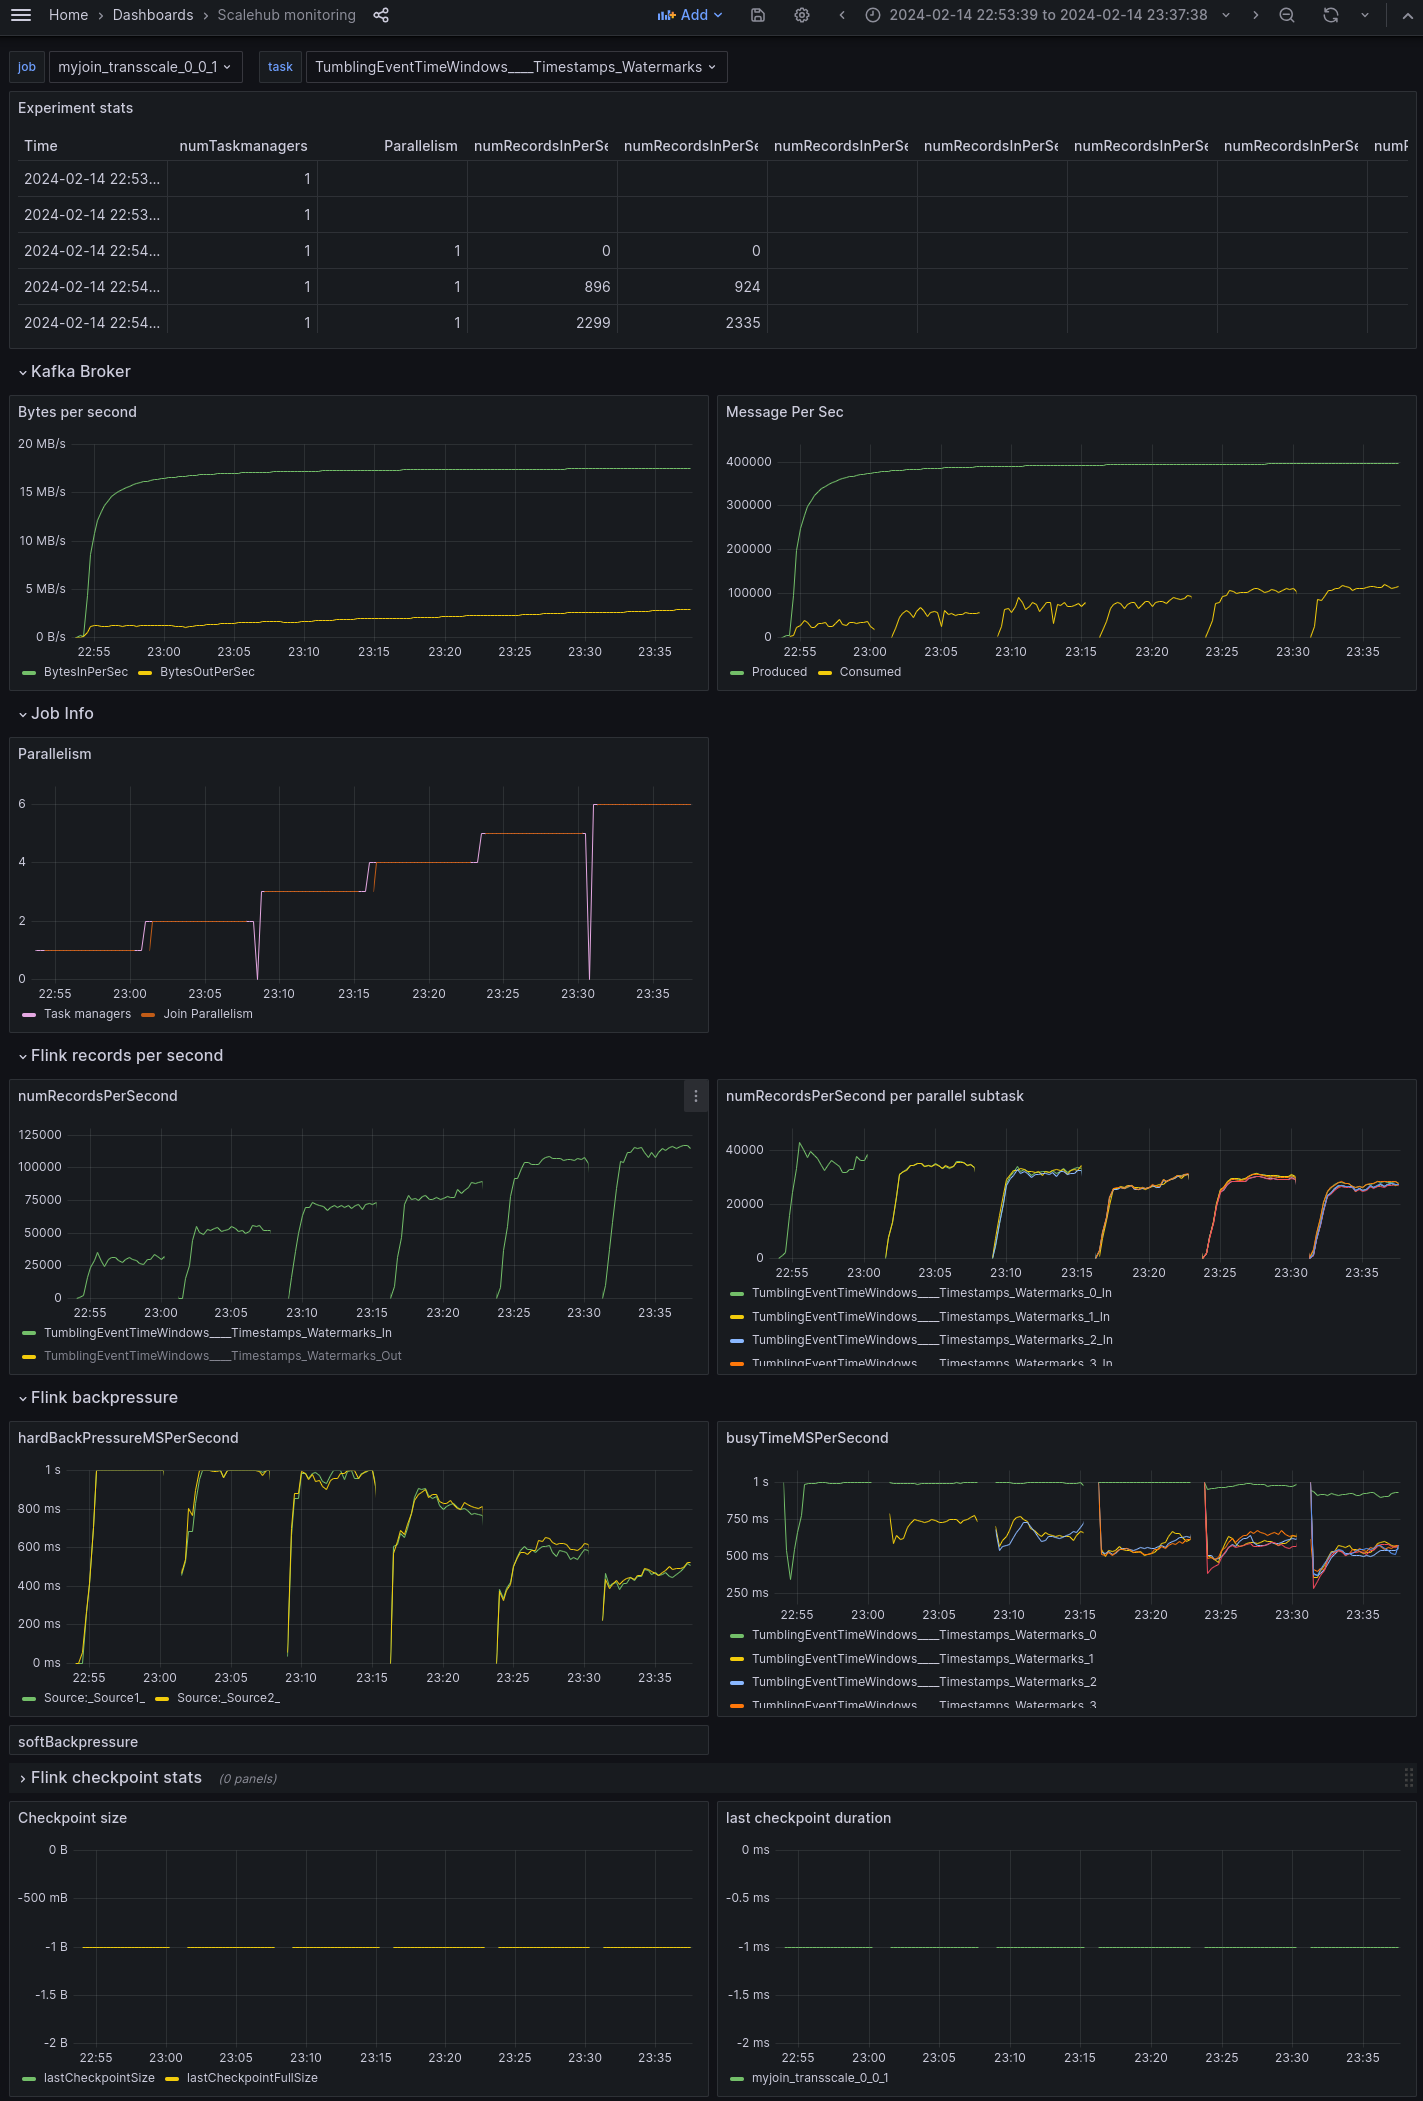 Home › Dashboards › Scalehub monitoring
Add
2024-02-14 22:53:39 to 2024-02-14 23:37:38
job myjoin_transscale_0_0_1 task TumblingEventTimeWindows____Timestamps_Watermarks
Experiment stats
Time numTaskmanagers Parallelism numRecordsInPerSe numRecordsInPerSe numRecordsInPerSe numRecordsInPerSe numRecordsInPerSe numRecordsInPerSe
2024-02-14 22:53... 1
2024-02-14 22:53... 1
2024-02-14 22:54... 1 1 0 0
2024-02-14 22:54... 1 1 896 924
2024-02-14 22:54... 1 1 2299 2335
Kafka Broker
Bytes per second
20 MB/s
15 MB/s
10 MB/s
5 MB/s
0 B/s
22:55 23:00 23:05 23:10 23:15 23:20 23:25 23:30 23:35
BytesInPerSec BytesOutPerSec
Message Per Sec
400000
300000
200000
100000
0
22:55 23:00 23:05 23:10 23:15 23:20 23:25 23:30 23:35
Produced Consumed
Job Info
Parallelism
6
4
2
0
22:55 23:00 23:05 23:10 23:15 23:20 23:25 23:30 23:35
Task managers Join Parallelism
Flink records per second
numRecordsPerSecond
125000
100000
75000
50000
25000
0
22:55 23:00 23:05 23:10 23:15 23:20 23:25 23:30 23:35
TumblingEventTimeWindows____Timestamps_Watermarks_In
TumblingEventTimeWindows____Timestamps_Watermarks_Out
numRecordsPerSecond per parallel subtask
40000
20000
0
22:55 23:00 23:05 23:10 23:15 23:20 23:25 23:30 23:35
TumblingEventTimeWindows____Timestamps_Watermarks_0_In
TumblingEventTimeWindows____Timestamps_Watermarks_1_In
TumblingEventTimeWindows____Timestamps_Watermarks_2_In
TumblingEventTimeWindows____Timestamps_Watermarks_3_In
Flink backpressure
hardBackPressureMSPerSecond
1 s
800 ms
600 ms
400 ms
200 ms
0 ms
22:55 23:00 23:05 23:10 23:15 23:20 23:25 23:30 23:35
Source:_Source1_ Source:_Source2_
busyTimeMSPerSecond
1 s
750 ms
500 ms
250 ms
22:55 23:00 23:05 23:10 23:15 23:20 23:25 23:30 23:35
TumblingEventTimeWindows____Timestamps_Watermarks_0
TumblingEventTimeWindows____Timestamps_Watermarks_1
TumblingEventTimeWindows____Timestamps_Watermarks_2
TumblingEventTimeWindows____Timestamps_Watermarks_3
softBackpressure
Flink checkpoint stats (0 panels)
Checkpoint size
0 B
-500 mB
-1 B
-1.5 B
-2 B
22:55 23:00 23:05 23:10 23:15 23:20 23:25 23:30 23:35
lastCheckpointSize lastCheckpointFullSize
last checkpoint duration
0 ms
-0.5 ms
-1 ms
-1.5 ms
-2 ms
22:55 23:00 23:05 23:10 23:15 23:20 23:25 23:30 23:35
myjoin_transscale_0_0_1